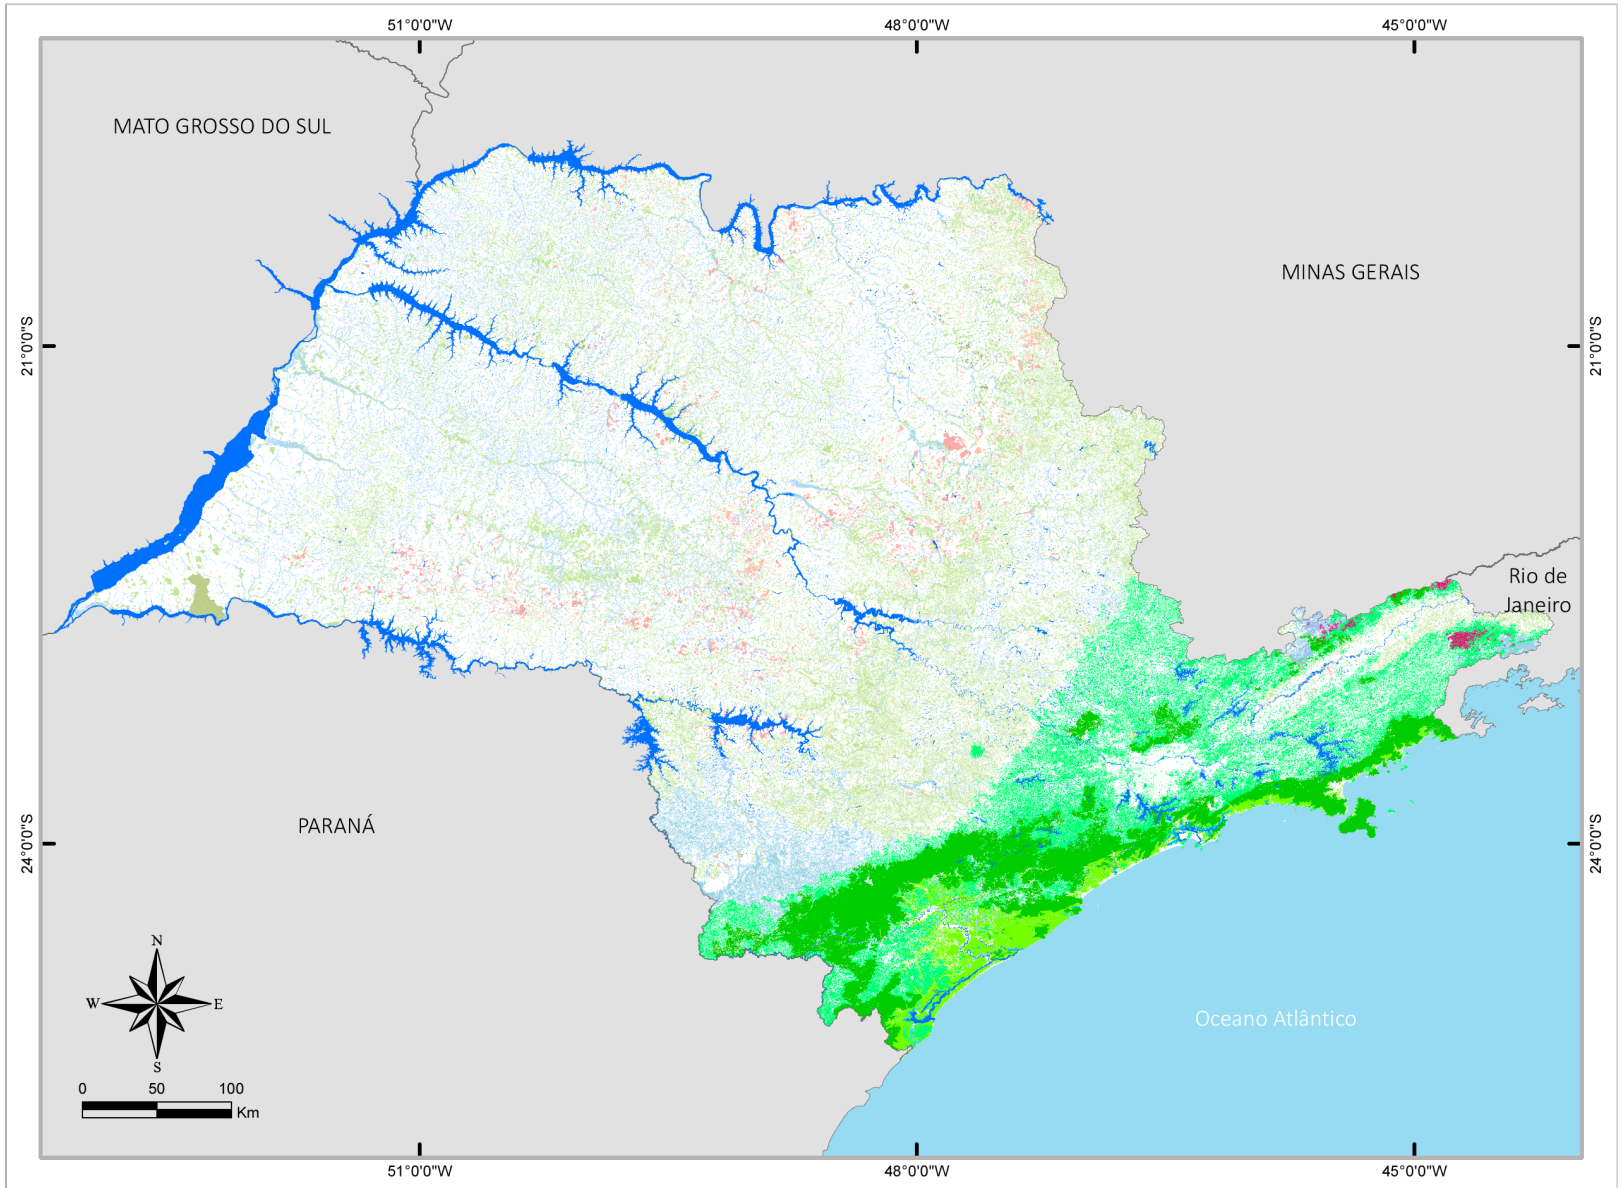 51°0'0"W
48°0'0"W
45°0'0"W
MATO GROSSO DO SUL
MINAS GERAIS
21°0'0"S
21°0'0"S
Rio de
Janeiro
PARANÁ
24°0'0"S
24°0'0"S
N
W
E
S
Oceano Atlântico
0
50
100
Km
51°0'0"W
48°0'0"W
45°0'0"W